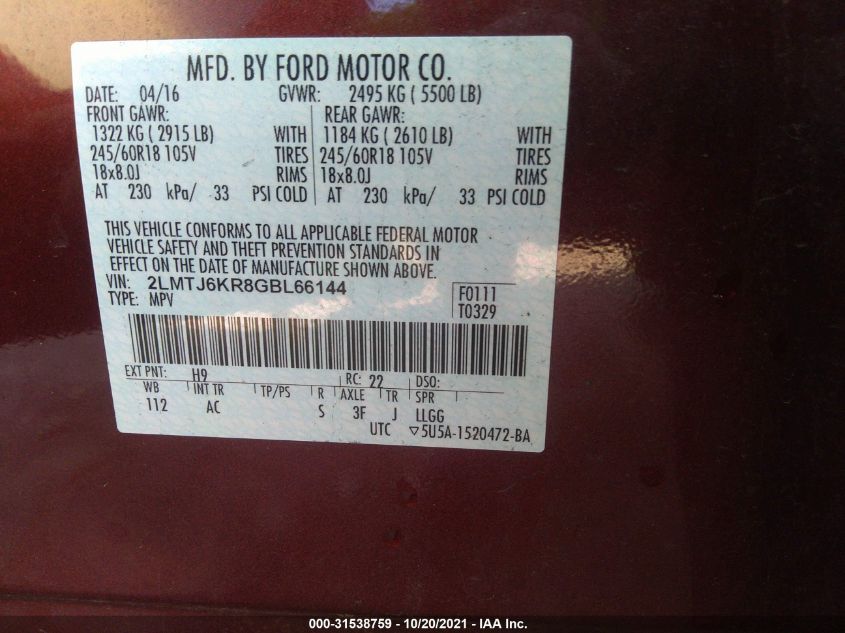 MFD. BY FORD MOTOR CO.
DATE: 04/16 GVWR: 2495 KG ( 5500 LB)
FRONT GAWR: REAR GAWR:
1322 KG ( 2915 LB) WITH 1184 KG ( 2610 LB) WITH
245/60R18 105V TIRES 245/60R18 105V TIRES
18x8.0J RIMS 18x8.0J RIMS
AT 230 kPa/ 33 PSI COLD AT 230 kPa/ 33 PSI COLD
THIS VEHICLE CONFORMS TO ALL APPLICABLE FEDERAL MOTOR
VEHICLE SAFETY AND THEFT PREVENTION STANDARDS IN
EFFECT ON THE DATE OF MANUFACTURE SHOWN ABOVE.
VIN: 2LMTJ6KR8GBL66144
TYPE: MPV
F0111
T0329
EXT PNT: H9 RC: 22 DSO:
WB INT TR TP/PS R AXLE TR SPR
112 AC S 3F J LLGG
UTC ▽5U5A-1520472-BA
000-31538759 - 10/20/2021 - IAA Inc.